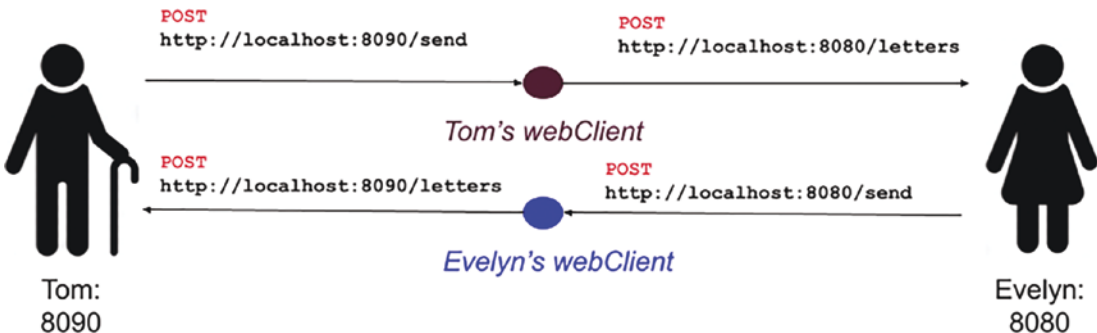 POST
http://localhost:8090/send
POST
http://localhost:8080/letters
Tom's webClient
POST
http://localhost:8090/letters
POST
http://localhost:8080/send
Evelyn's webClient
Tom:
8090
Evelyn:
8080